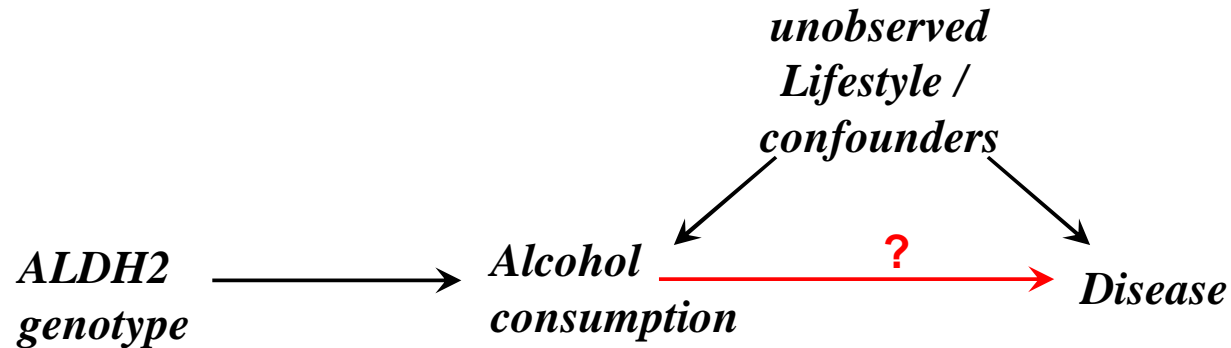 unobserved
Lifestyle /
confounders
?
ALDH2
genotype
Alcohol
consumption
Disease